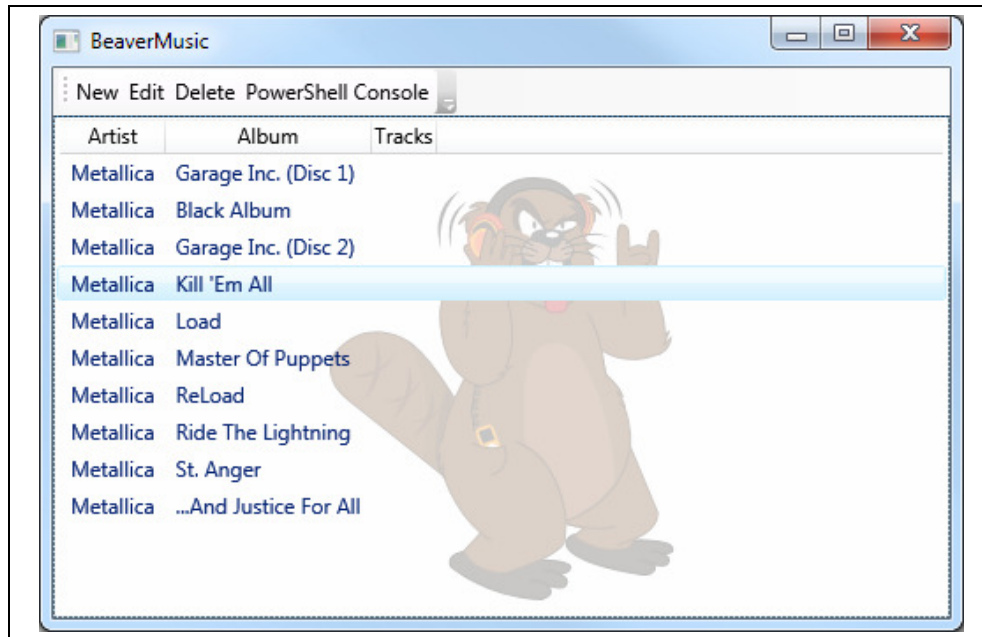 BeaverMusic
New Edit Delete PowerShell Console
Artist Album Tracks
Metallica Garage Inc. (Disc 1)
Metallica Black Album
Metallica Garage Inc. (Disc 2)
Metallica Kill 'Em All
Metallica Load
Metallica Master Of Puppets
Metallica ReLoad
Metallica Ride The Lightning
Metallica St. Anger
Metallica ...And Justice For All